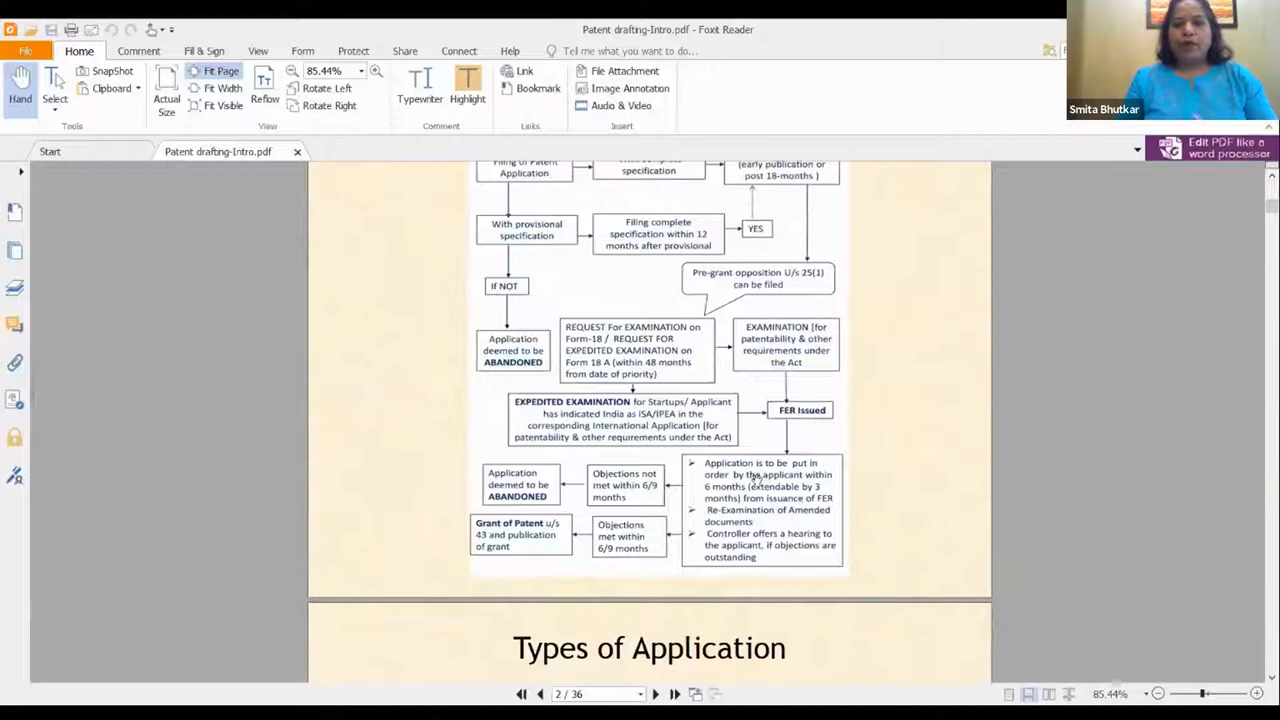 Patent drafting-Intro.pdf - Foxit Reader
File Home Comment Fill & Sign View Form Protect Share Connect Help Tell me what you want to do...
Hand
Select
SnapShot
Clipboard
Tools
Actual
Size
Fit Page
Fit Width
Fit Visible
Reflow
85.44%
Rotate Left
Rotate Right
View
Typewriter
Highlight
Comment
Link
Bookmark
Links
File Attachment
Image Annotation
Audio & Video
Insert
Smita Bhutkar
Start
Patent drafting-Intro.pdf
Edit PDF like a
word processor
Filing of Patent
Application
specification
(early publication or
post 18-months )
With provisional
specification
Filing complete
specification within 12
months after provisional
YES
Pre-grant opposition U/s 25(1)
can be filed
If NOT
Application
deemed to be
ABANDONED
REQUEST For EXAMINATION on
Form-18 / REQUEST FOR
EXPEDITED EXAMINATION on
Form 18 A (within 48 months
from date of priority)
EXAMINATION [for
patentability & other
requirements under
the Act
EXPEDITED EXAMINATION for Startups/ Applicant
has indicated India as ISA/IPEA in the
corresponding International Application [for
patentability & other requirements under the Act)
FER Issued
Application is to be put in
order by the applicant within
6 months (extendable by 3
months) from issuance of FER
Re-Examination of Amended
documents
Controller offers a hearing to
the applicant, if objections are
outstanding
Objections not
met within 6/9
months
Application
deemed to be
ABANDONED
Objections
met within
6/9 months
Grant of Patent u/s
43 and publication
of grant
Types of Application
2 / 36
85.44%